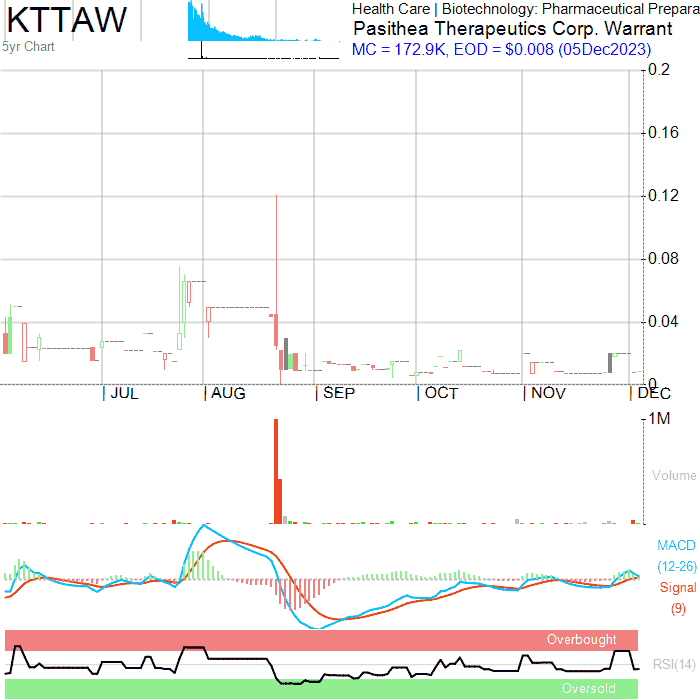 KTTAW
5yr Chart
Health Care | Biotechnology: Pharmaceutical Prepara
Pasithea Therapeutics Corp. Warrant
MC = 172.9K, EOD = $0.008 (05Dec2023)
0.2
0.16
0.12
0.08
0.04
0
JUL AUG SEP OCT NOV DEC
1M
Volume
MACD
(12-26)
Signal
(9)
Overbought
RSI(14)
Oversold